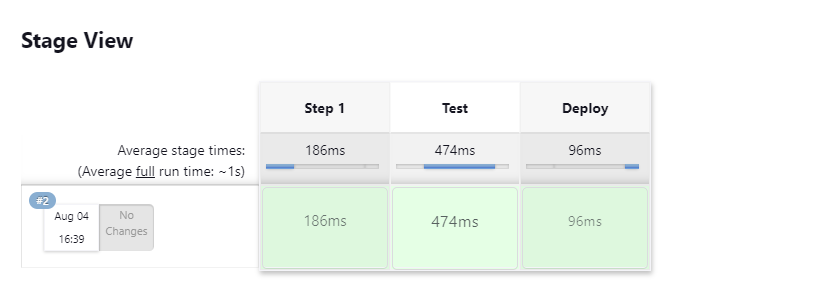 Stage View
Step 1 Test Deploy
Average stage times: 186ms 474ms 96ms
(Average full run time: ~1s)
#2
Aug 04 No
Changes
16:39
186ms 474ms 96ms